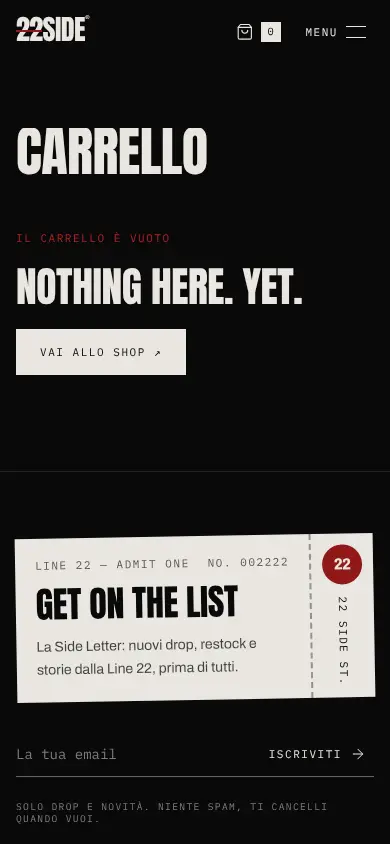 22SIDE®
0
MENU
CARRELLO
IL CARRELLO È VUOTO
NOTHING HERE. YET.
VAI ALLO SHOP ↗
LINE 22 — ADMIT ONE NO. 002222
GET ON THE LIST
La Side Letter: nuovi drop, restock e
storie dalla Line 22, prima di tutti.
22
22 SIDE ST.
La tua email
ISCRIVITI →
SOLO DROP E NOVITÀ. NIENTE SPAM, TI CANCELLI
QUANDO VUOI.